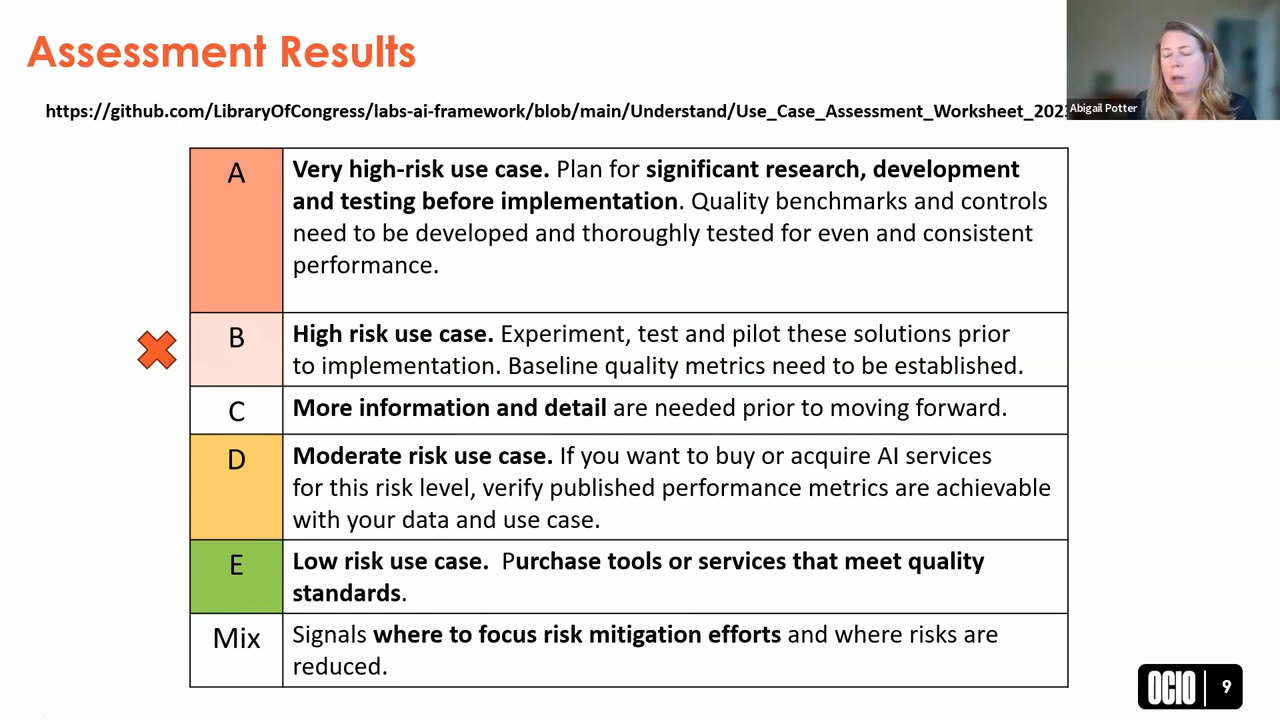 Assessment Results
https://github.com/LibraryOfCongress/labs-ai-framework/blob/main/Understand/Use_Case_Assessment_Worksheet_202
Abigail Potter
A
Very high-risk use case. Plan for significant research, development
and testing before implementation. Quality benchmarks and controls
need to be developed and thoroughly tested for even and consistent
performance.
B
High risk use case. Experiment, test and pilot these solutions prior
to implementation. Baseline quality metrics need to be established.
C
More information and detail are needed prior to moving forward.
D
Moderate risk use case. If you want to buy or acquire AI services
for this risk level, verify published performance metrics are achievable
with your data and use case.
E
Low risk use case. Purchase tools or services that meet quality
standards.
Mix
Signals where to focus risk mitigation efforts and where risks are
reduced.
OCIO 9